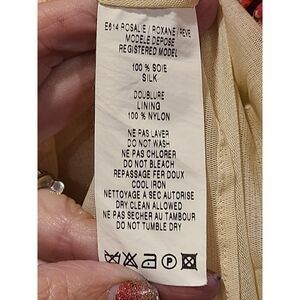 E614 ROSALIE / ROXANE / REVE
MODELE DEPOSE
REGISTERED MODEL
100 % SOIE
SILK
DOUBLURE
LINING
100 % NYLON
NE PAS LAVER
DO NOT WASH
NE PAS CHLORER
DO NOT BLEACH
REPASSAGE FER DOUX
COOL IRON
NETTOYAGE A SEC AUTORISE
DRY CLEAN ALLOWED
NE PAS SECHER AU TAMBOUR
DO NOT TUMBLE DRY
P